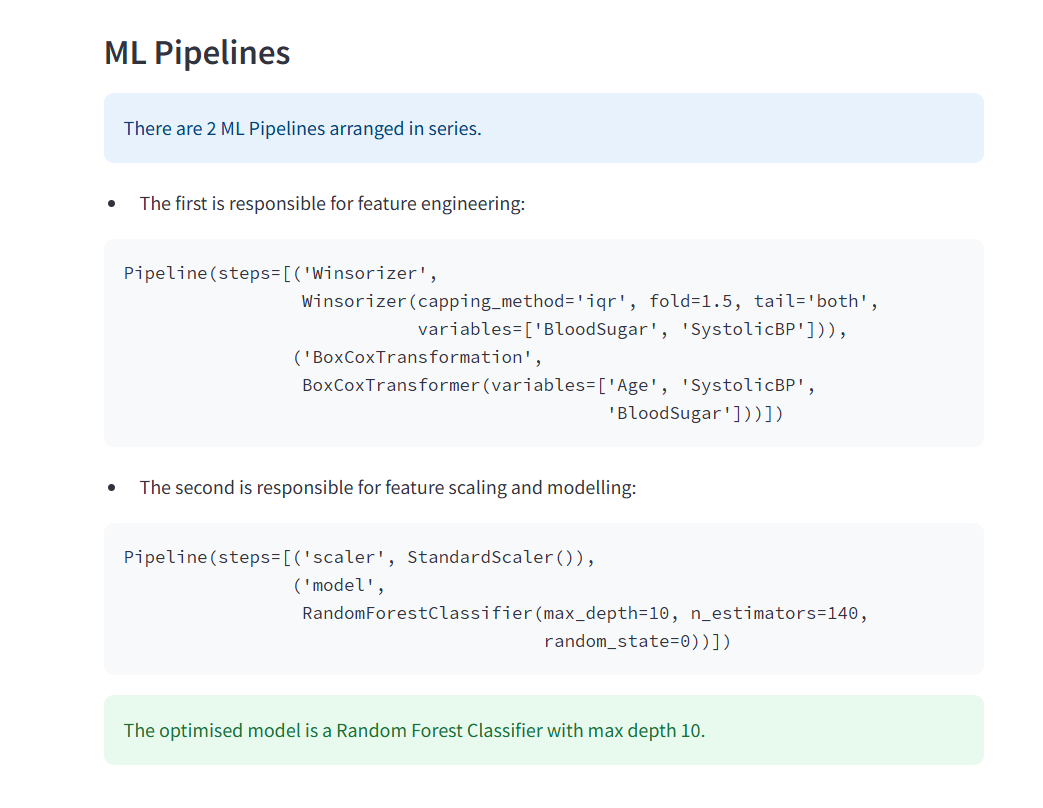 ML Pipelines
There are 2 ML Pipelines arranged in series.
• The first is responsible for feature engineering:
Pipeline(steps=[('Winsorizer',
                 Winsorizer(capping_method='iqr', fold=1.5, tail='both',
                            variables=['BloodSugar', 'SystolicBP'])),
                ('BoxCoxTransformation',
                 BoxCoxTransformer(variables=['Age', 'SystolicBP',
                                              'BloodSugar']))])
• The second is responsible for feature scaling and modelling:
Pipeline(steps=[('scaler', StandardScaler()),
                ('model',
                 RandomForestClassifier(max_depth=10, n_estimators=140,
                                        random_state=0))])
The optimised model is a Random Forest Classifier with max depth 10.